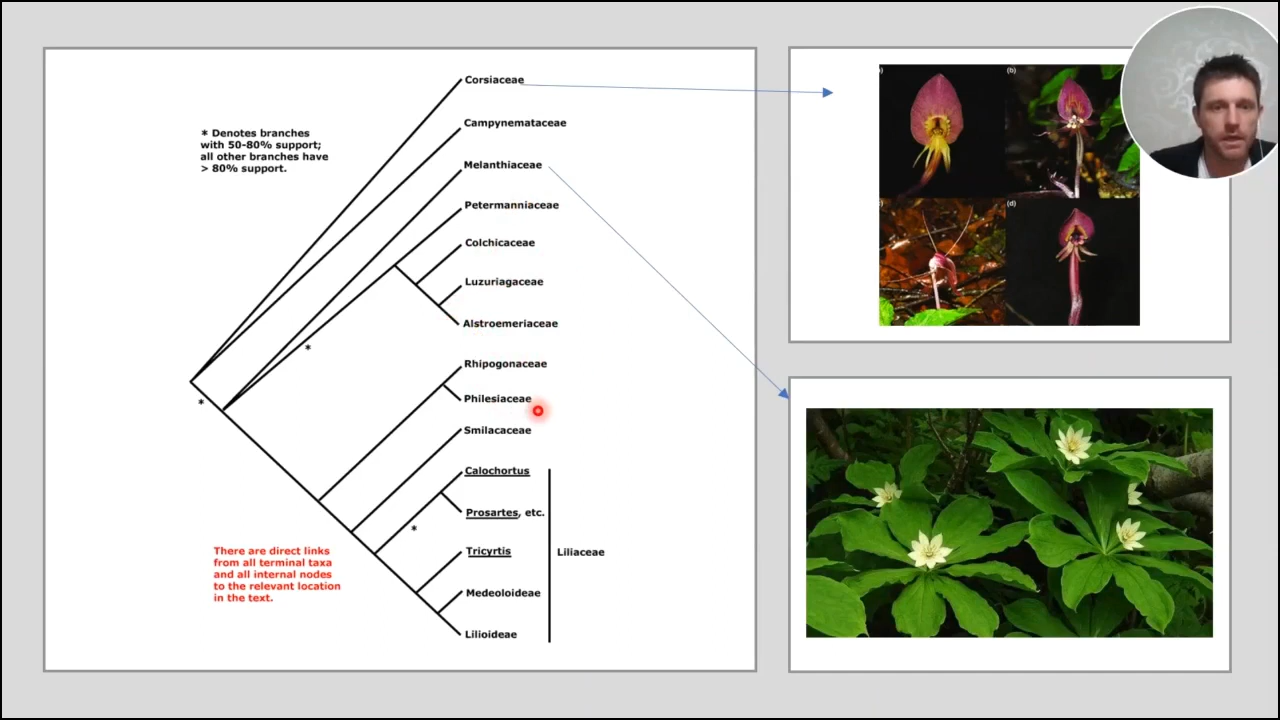 Corsiaceae
* Denotes branches
with 50-80% support;
all other branches have
> 80% support.
Campynemataceae
Melanthiaceae
Petermanniaceae
Colchicaceae
Luzuriagaceae
Alstroemeriaceae
*
Rhipogonaceae
*
Philesiaceae
Smilacaceae
Calochortus
Prosartes, etc.
*
Tricyrtis
Liliaceae
There are direct links
from all terminal taxa
and all internal nodes
to the relevant location
in the text.
Medeoloideae
Lilioideae
(b)
(d)